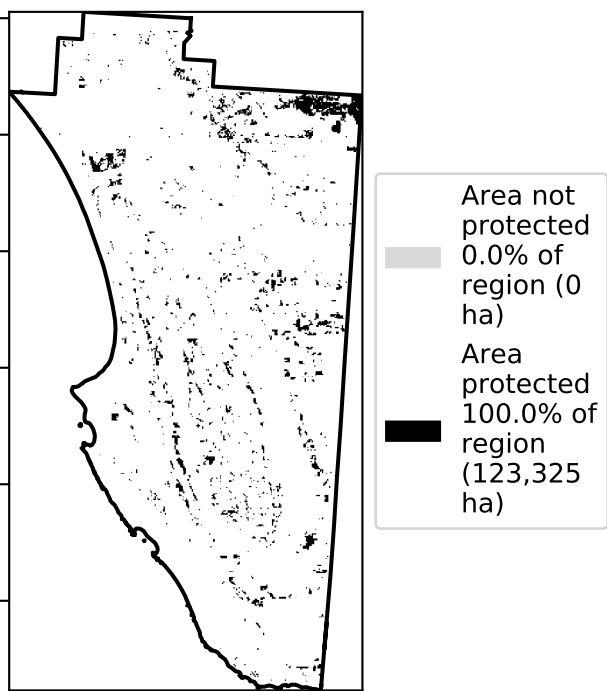 Area not
protected
0.0% of
region (0
ha)
Area
protected
100.0% of
region
(123,325
ha)